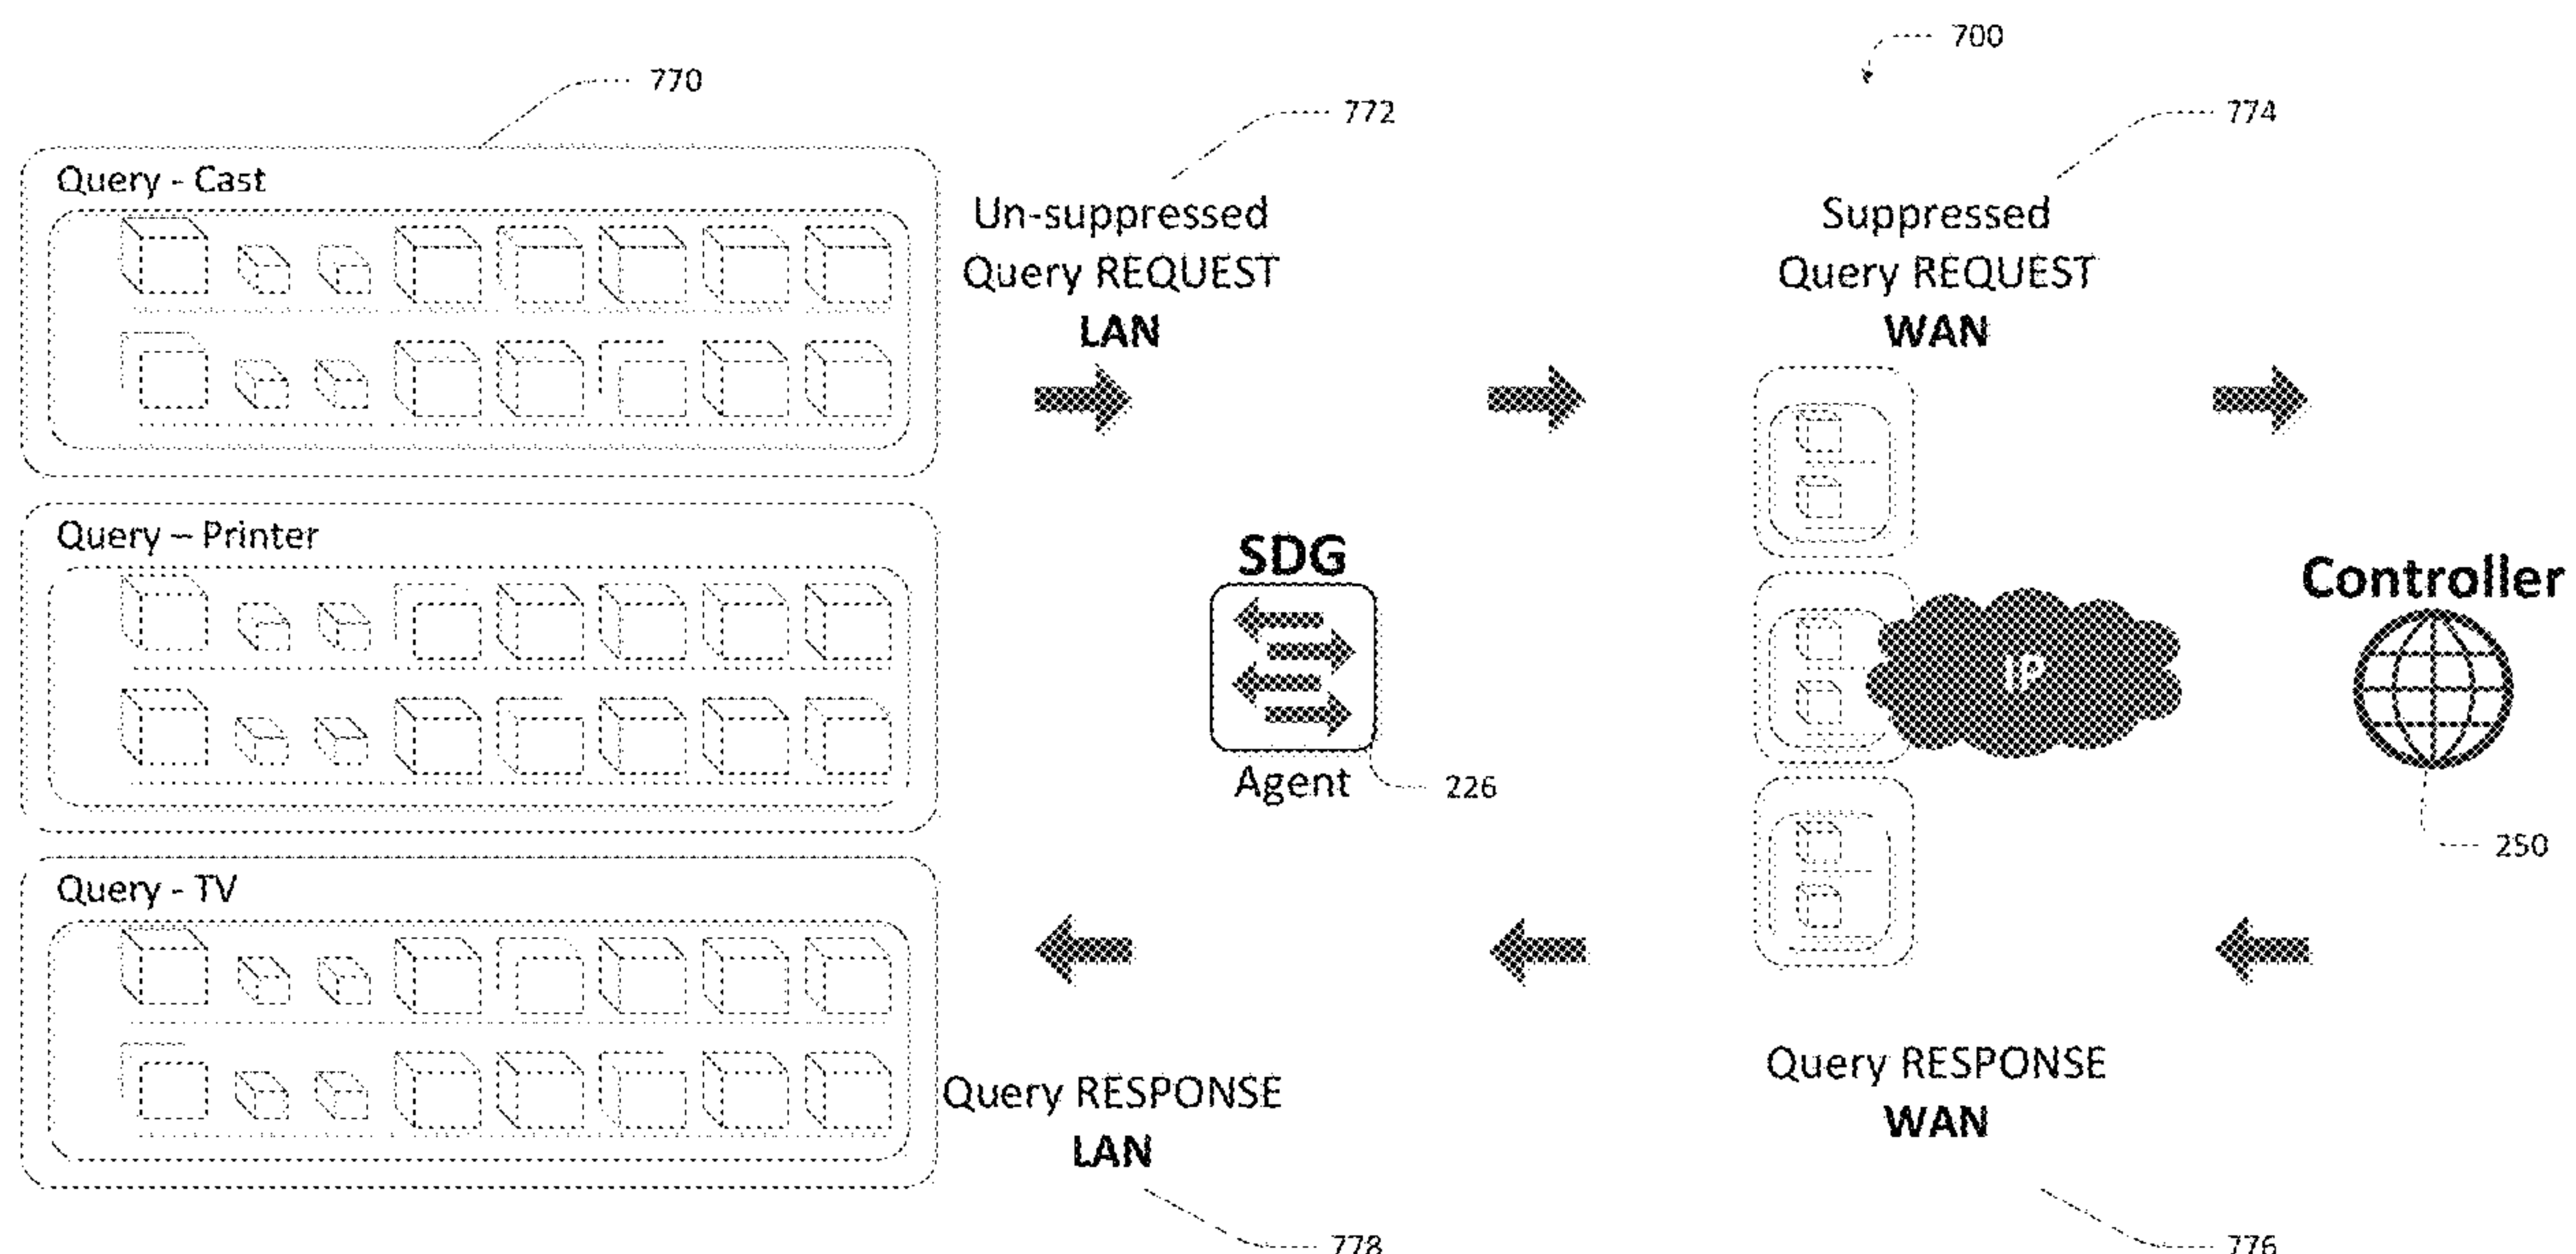 700
770
772
774
Query - Cast
Un-suppressed
Query REQUEST
LAN
Suppressed
Query REQUEST
WAN
Query – Printer
SDG
Agent
226
IP
Controller
250
Query - TV
Query RESPONSE
LAN
Query RESPONSE
WAN
778
776